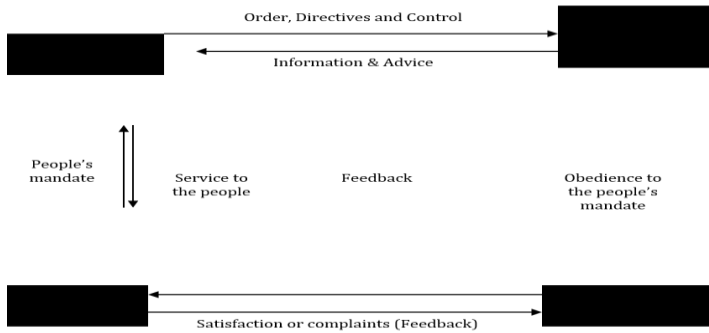 Order, Directives and Control
Information & Advice
People's
mandate
Service to
the people
Feedback
Obedience to
the people's
mandate
Satisfaction or complaints (Feedback)